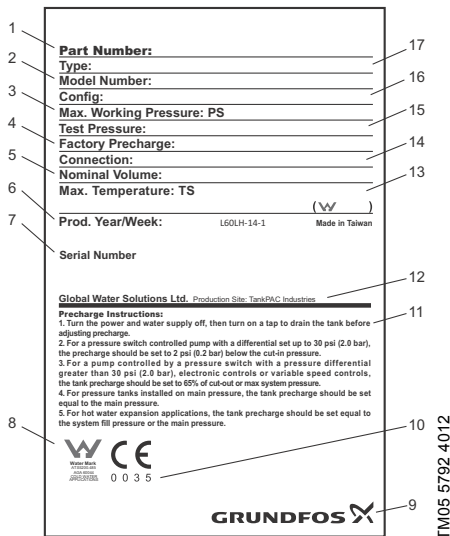 1
Part Number:
17
Type:
2
Model Number:
16
Config:
3
Max. Working Pressure: PS
15
Test Pressure:
4
Factory Precharge:
14
Connection:
5
Nominal Volume:
13
Max. Temperature: TS
6
( )
Prod. Year/Week: L60LH-14-1 Made in Taiwan
7
Serial Number
12
Global Water Solutions Ltd. Production Site: TankPAC Industries
Precharge Instructions:
11
1. Turn the power and water supply off, then turn on a tap to drain the tank before
adjusting precharge.
2. For a pressure switch controlled pump with a differential set up to 30 psi (2.0 bar),
the precharge should be set to 2 psi (0.2 bar) below the cut-in pressure.
3. For a pump controlled by a pressure switch with a pressure differential
greater than 30 psi (2.0 bar), electronic controls or variable speed controls,
the tank precharge should be set to 65% of cut-out or max system pressure.
4. For pressure tanks installed on main pressure, the tank precharge should be set
equal to the main pressure.
5. For hot water expansion applications, the tank precharge should be set equal to
the system fill pressure or the main pressure.
8
10
CE
Water Mark
COLD WATER
APPLICATIONS
0 0 3 5
9
GRUNDFOS
TM05 5792 4012